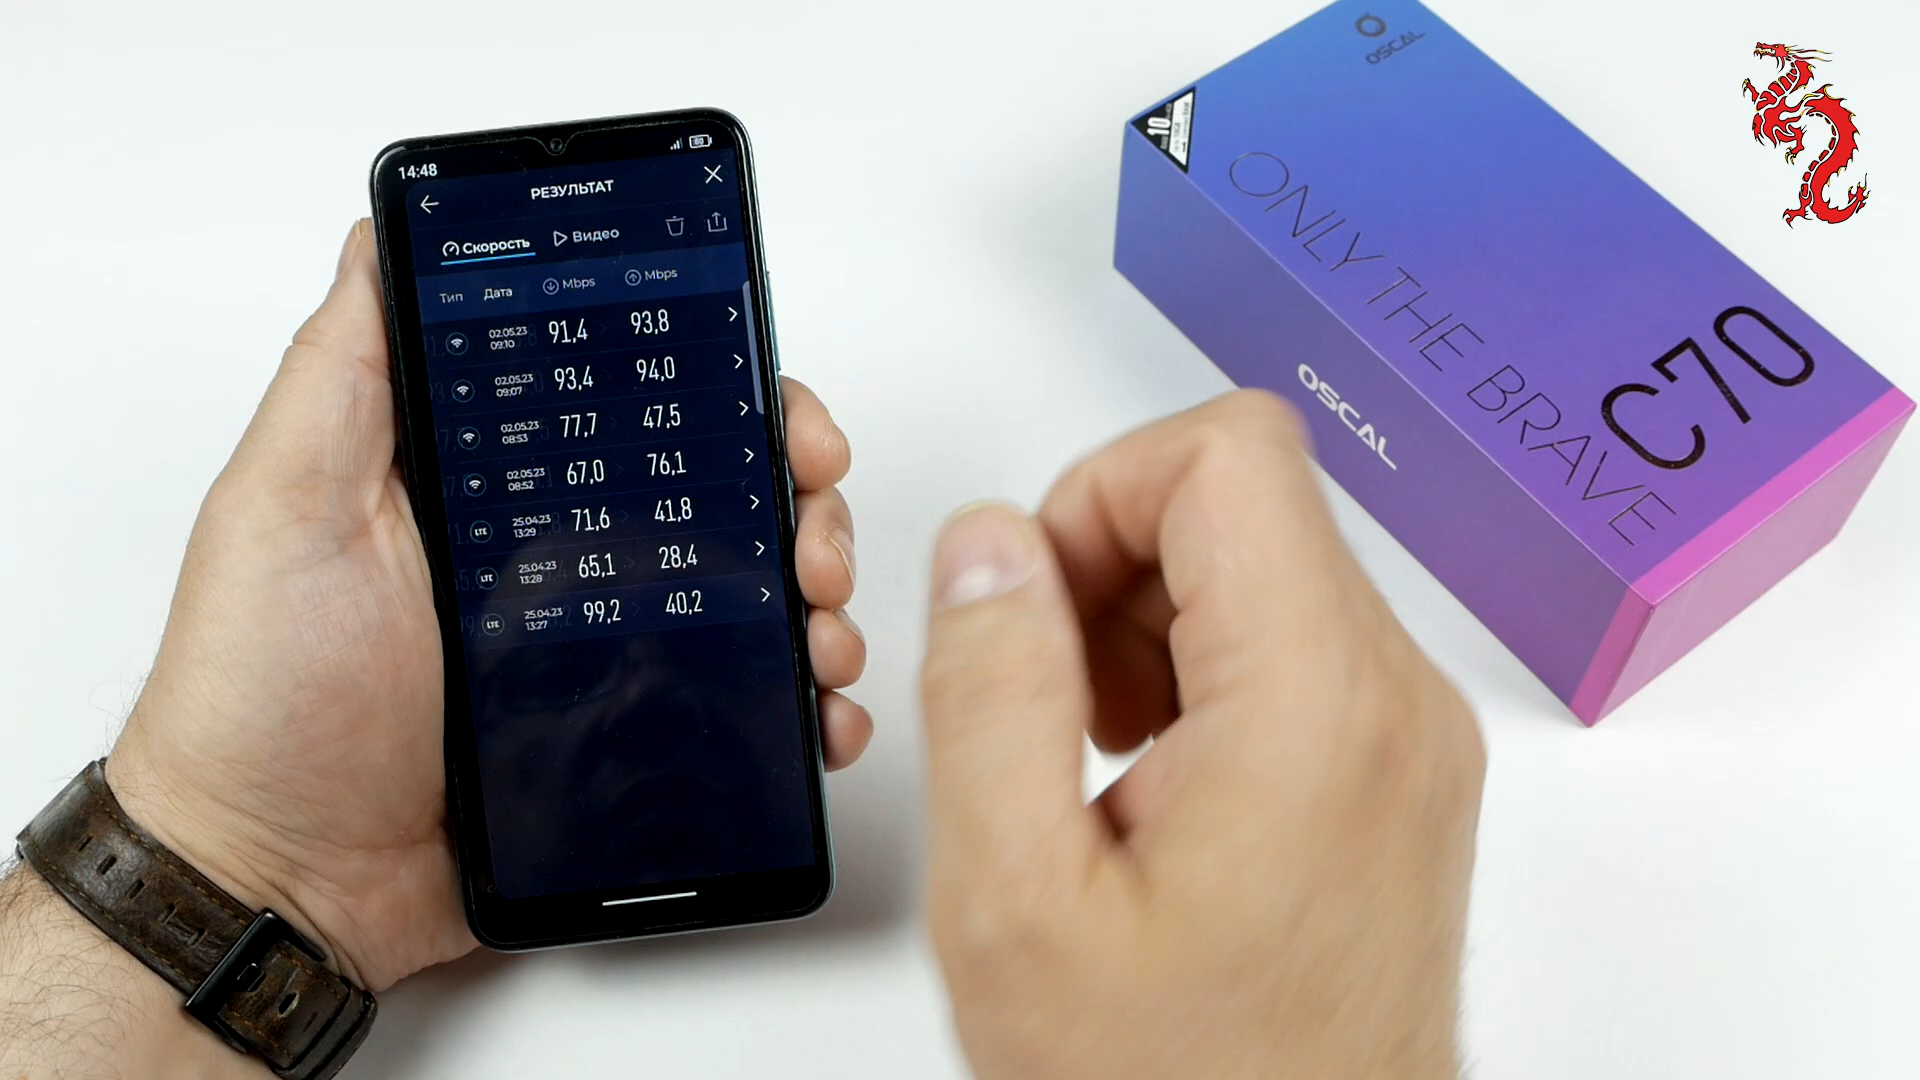 14:48
80
РЕЗУЛЬТАТ
Скорость Видео
Тип Дата Mbps Mbps
02.05.23 09:10 91,4 93,8
02.05.23 09:07 93,4 94,0
02.05.23 08:53 77,7 47,5
02.05.23 08:52 67,0 76,1
LTE 25.04.23 13:29 71,6 41,8
LTE 25.04.23 13:28 65,1 28,4
LTE 25.04.23 13:27 99,2 40,2
OSCAL
10
ONLY THE BRAVE
C70
OSCAL